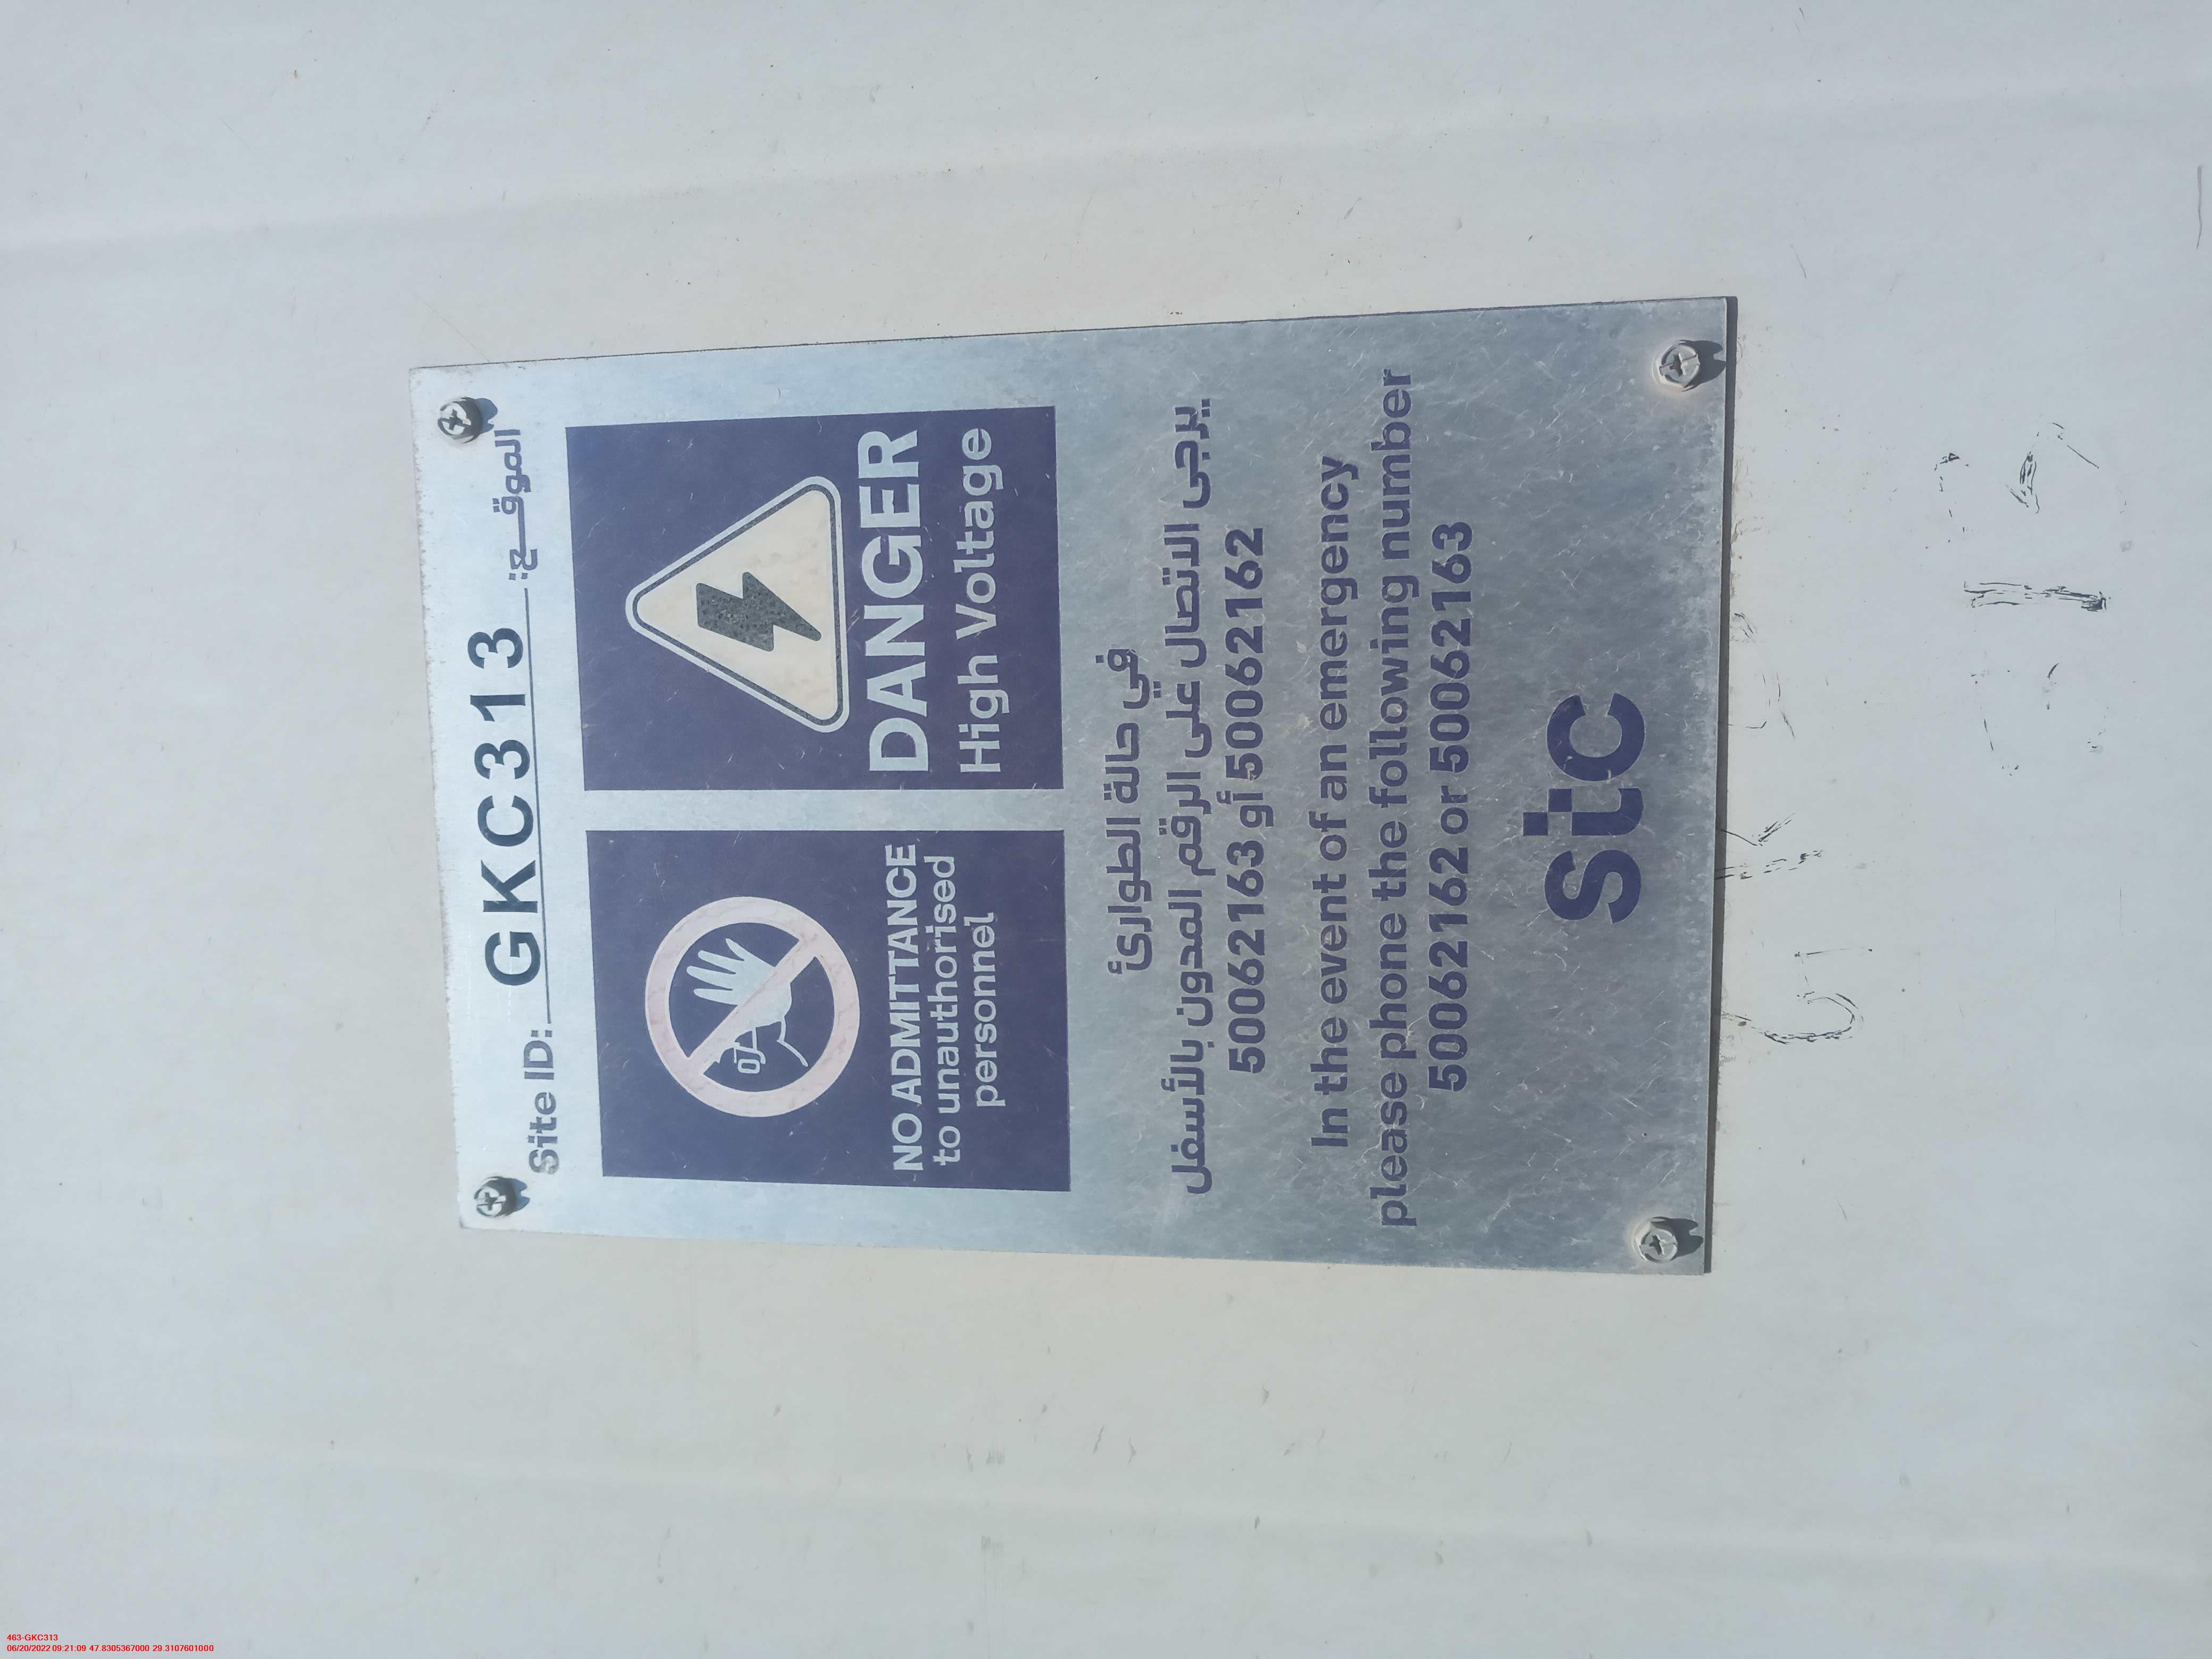 Site ID: GKC313 الموقـــع:
NO ADMITTANCE
to unauthorised
personnel
DANGER
High Voltage
في حالة الطوارئ
يرجى الاتصال على الرقم المدون بالأسفل
50062162 أو 50062163
In the event of an emergency
please phone the following number
50062162 or 50062163
stc
463-GKC313
06/20/2022 09:21:09 47.8305367000 29.3107601000